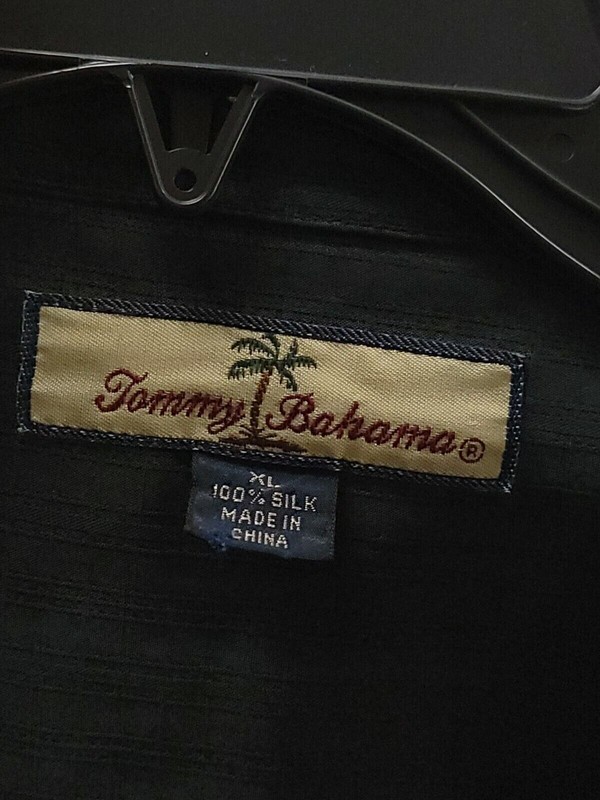 Tommy Bahama®
XL
100% SILK
MADE IN
CHINA